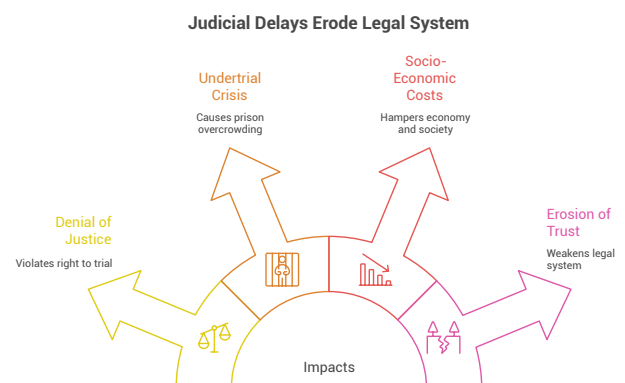 Judicial Delays Erode Legal System
Socio-
Economic
Costs
Hampers economy
and society
Undertrial
Crisis
Causes prison
overcrowding
Denial of
Justice
Violates right to trial
Erosion of
Trust
Weakens legal
system
Impacts